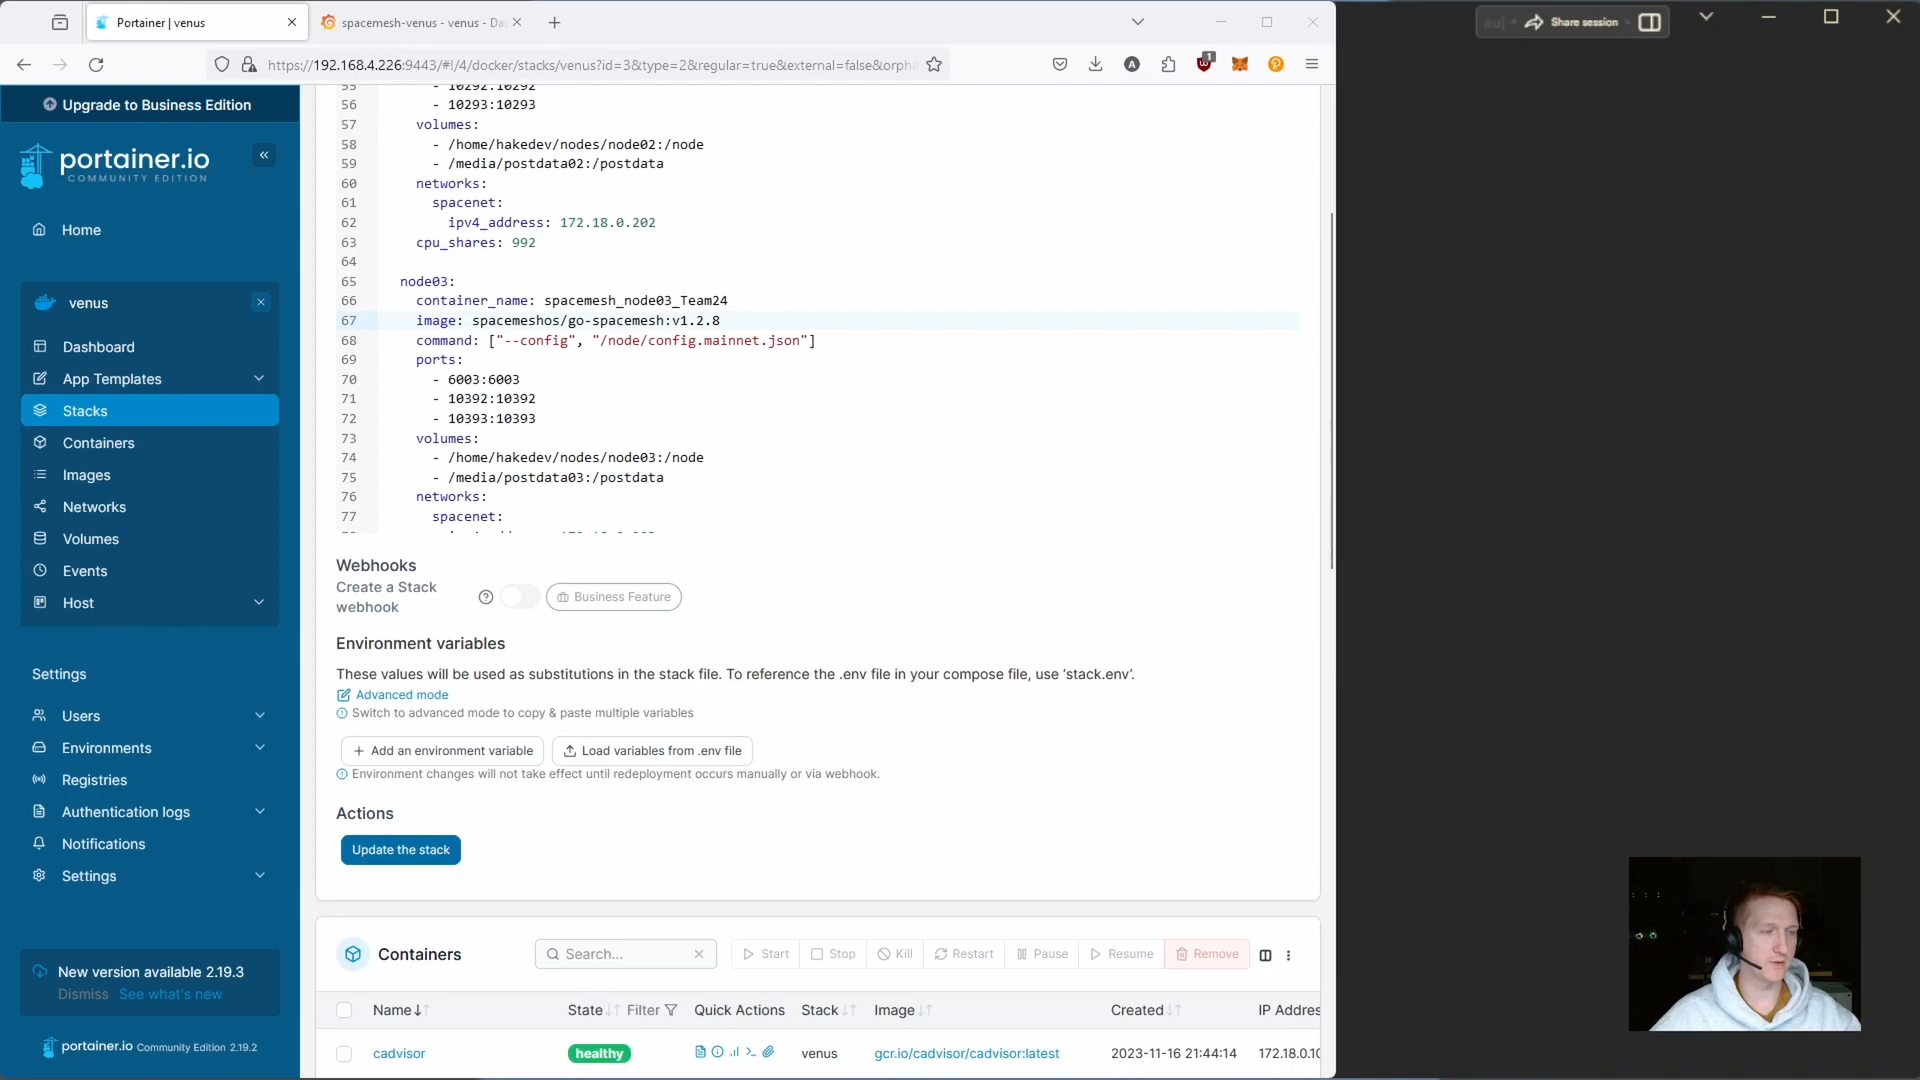 Portainer | venus
spacemesh-venus - venus - Da
Share session
https://192.168.4.226:9443/#!/4/docker/stacks/venus?id=3&type=2&regular=true&external=false&orpha
1
Upgrade to Business Edition
portainer.io
COMMUNITY EDITION
Home
venus
Dashboard
App Templates
Stacks
Containers
Images
Networks
Volumes
Events
Host
Settings
Users
Environments
Registries
Authentication logs
Notifications
Settings
New version available 2.19.3
Dismiss See what's new
portainer.io Community Edition 2.19.2
55 - 10292:10292
56 - 10293:10293
57 volumes:
58 - /home/hakedev/nodes/node02:/node
59 - /media/postdata02:/postdata
60 networks:
61 spacenet:
62 ipv4_address: 172.18.0.202
63 cpu_shares: 992
64
65 node03:
66 container_name: spacemesh_node03_Team24
67 image: spacemeshos/go-spacemesh:v1.2.8
68 command: ["--config", "/node/config.mainnet.json"]
69 ports:
70 - 6003:6003
71 - 10392:10392
72 - 10393:10393
73 volumes:
74 - /home/hakedev/nodes/node03:/node
75 - /media/postdata03:/postdata
76 networks:
77 spacenet:
Webhooks
Create a Stack
webhook
Business Feature
Environment variables
These values will be used as substitutions in the stack file. To reference the .env file in your compose file, use ‘stack.env’.
Advanced mode
Switch to advanced mode to copy & paste multiple variables
+ Add an environment variable
Load variables from .env file
Environment changes will not take effect until redeployment occurs manually or via webhook.
Actions
Update the stack
Containers
Search...
Start
Stop
Kill
Restart
Pause
Resume
Remove
Name State Filter Quick Actions Stack Image Created IP Addres
cadvisor healthy venus gcr.io/cadvisor/cadvisor:latest 2023-11-16 21:44:14 172.18.0.10